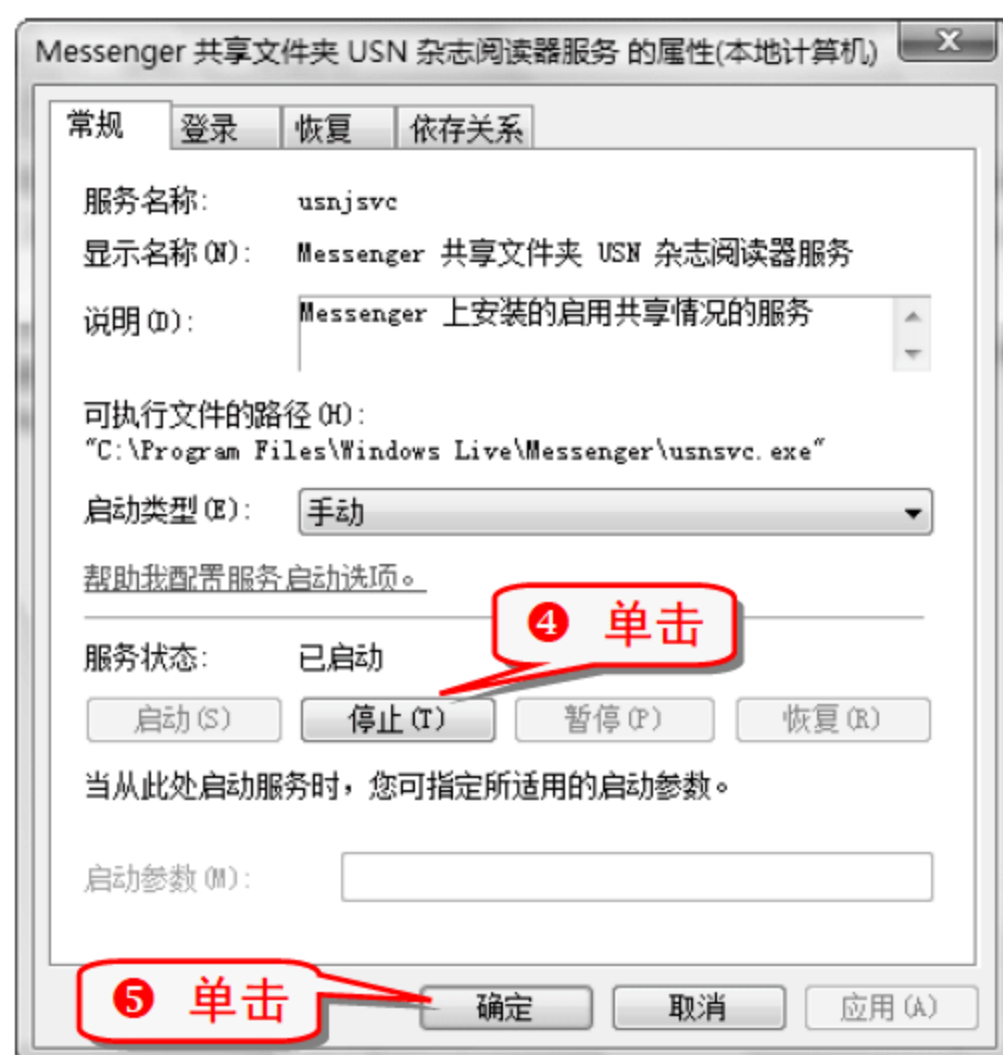 Messenger 共享文件夹 USN 杂志阅读器服务 的属性(本地计算机)
常规 登录 恢复 依存关系
服务名称: usnjsvc
显示名称(N): Messenger 共享文件夹 USN 杂志阅读器服务
说明(D): Messenger 上安装的启用共享情况的服务
可执行文件的路径(H):
"C:\Program Files\Windows Live\Messenger\usnsvc.exe"
启动类型(E): 手动
帮助我配置服务启动选项。
❹ 单击
服务状态: 已启动
启动(S) 停止(T) 暂停(P) 恢复(R)
当从此处启动服务时，您可指定所适用的启动参数。
启动参数(M):
❺ 单击
确定 取消 应用(A)